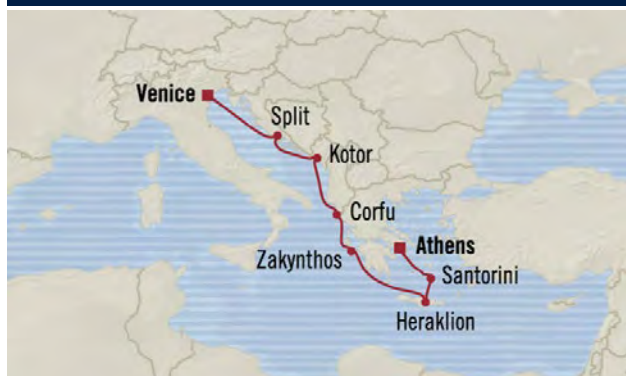 Venice
Split
Kotor
Corfu
Zakynthos
Athens
Santorini
Heraklion